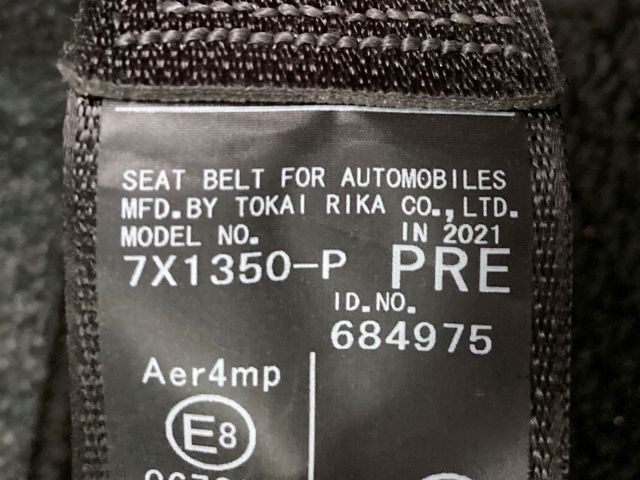 SEAT BELT FOR AUTOMOBILES
MFD.BY TOKAI RIKA CO.,LTD.
MODEL NO. IN 2021
7X1350-P PRE
ID.NO.
684975
Aer4mp
E8